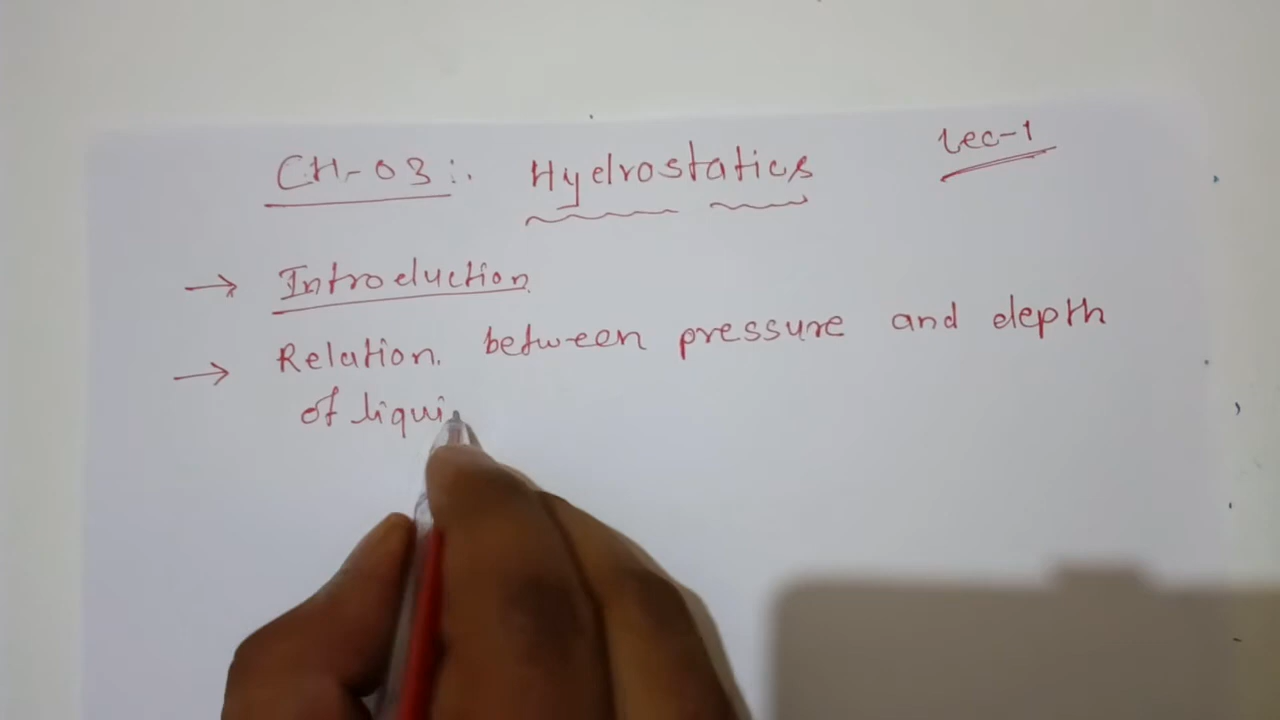 CH-03:. Hydrostatics Lec-1
→ Introduction
→ Relation between pressure and depth
of liqui